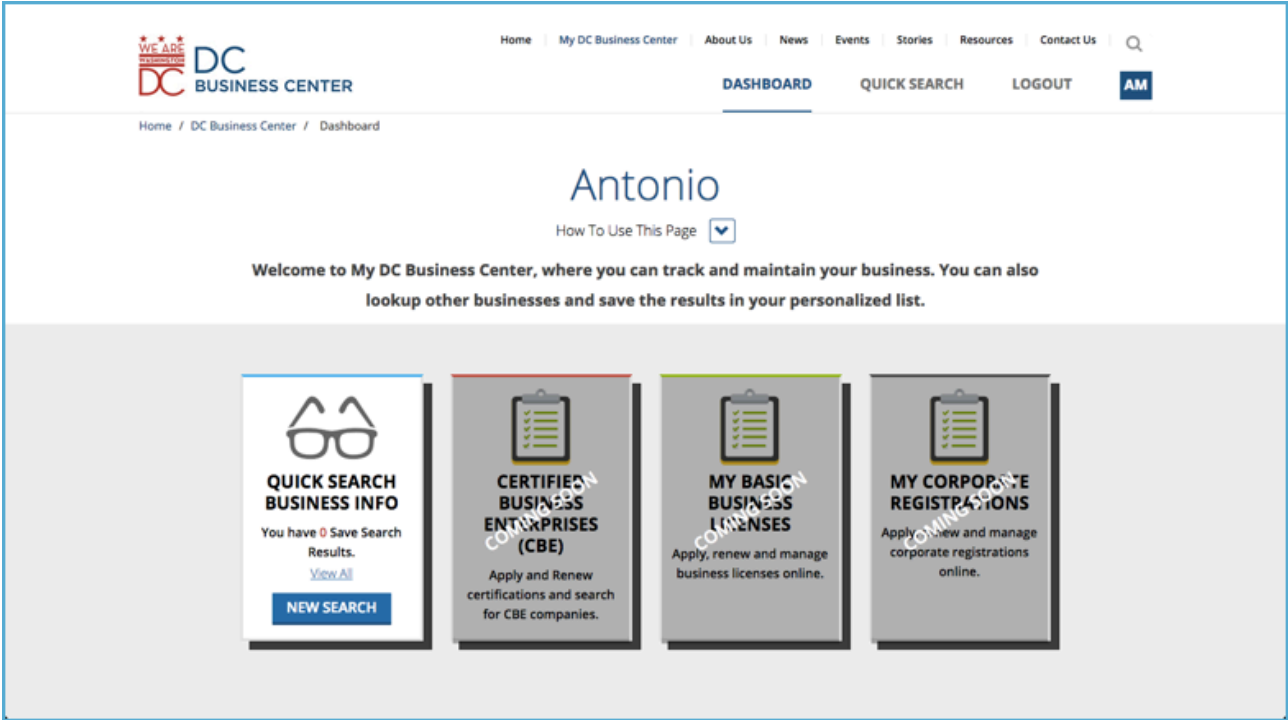 WE ARE
WASHINGTON
DC
DC
BUSINESS CENTER
Home
My DC Business Center
About Us
News
Events
Stories
Resources
Contact Us
DASHBOARD
QUICK SEARCH
LOGOUT
AM
Home / DC Business Center / Dashboard
Antonio
How To Use This Page
Welcome to My DC Business Center, where you can track and maintain your business. You can also
lookup other businesses and save the results in your personalized list.
QUICK SEARCH
BUSINESS INFO
You have 0 Save Search
Results.
View All
NEW SEARCH
CERTIFIED
BUSINESS
ENTERPRISES
(CBE)
COMING SOON
Apply and Renew
certifications and search
for CBE companies.
MY BASIC
BUSINESS
LICENSES
COMING SOON
Apply, renew and manage
business licenses online.
MY CORPORATE
REGISTRATIONS
COMING SOON
Apply, renew and manage
corporate registrations
online.